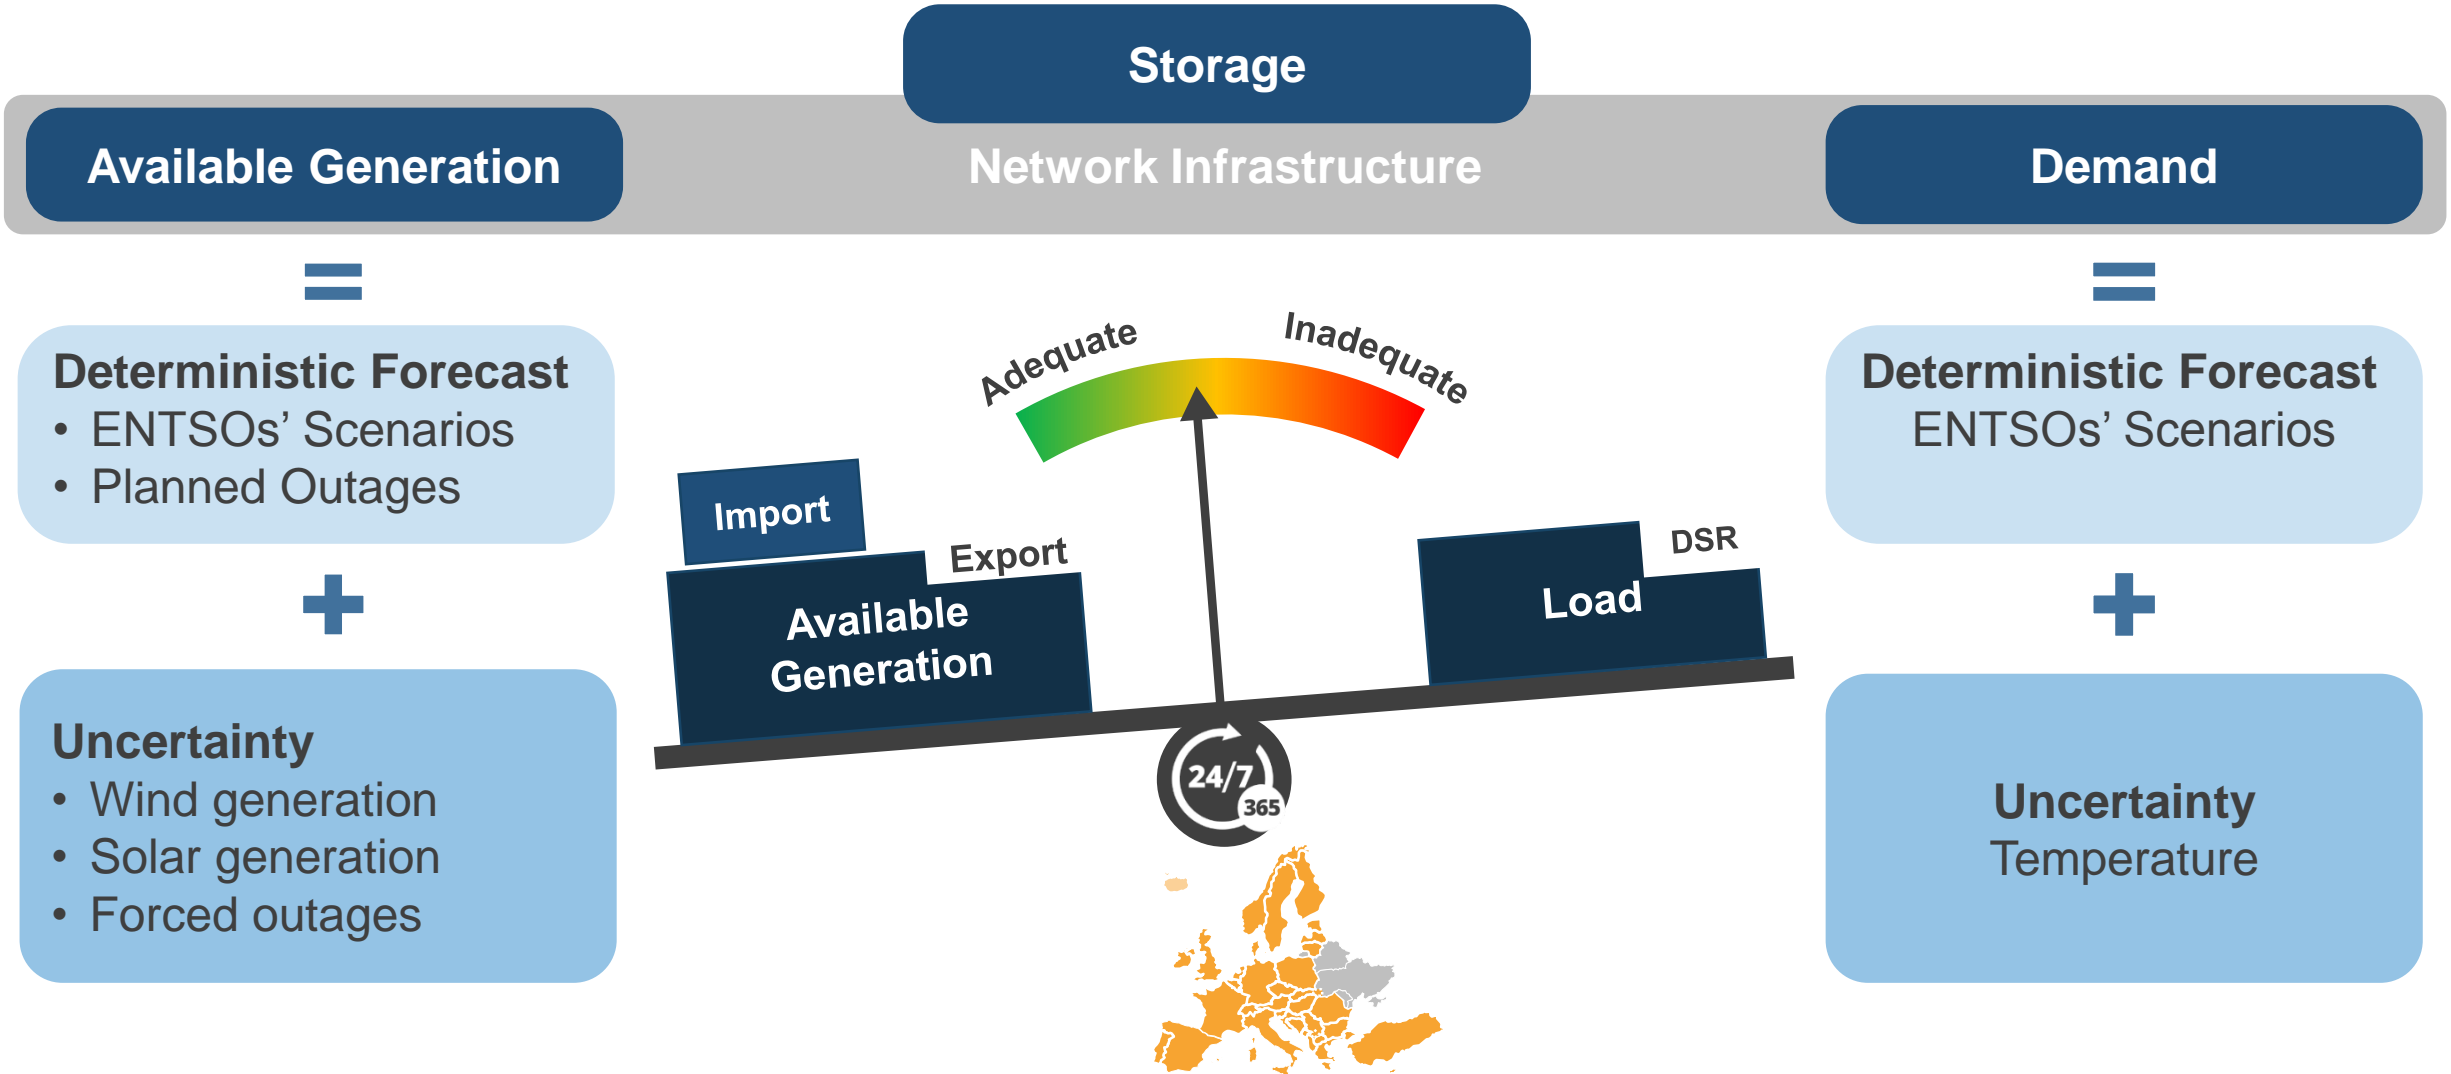 Storage
Available Generation
Network Infrastructure
Demand
=
=
Deterministic Forecast
• ENTSOs’ Scenarios
• Planned Outages
+
Uncertainty
• Wind generation
• Solar generation
• Forced outages
Adequate
Inadequate
Import
Export
Available
Generation
DSR
Load
24/7
365
Deterministic Forecast
ENTSOs’ Scenarios
+
Uncertainty
Temperature